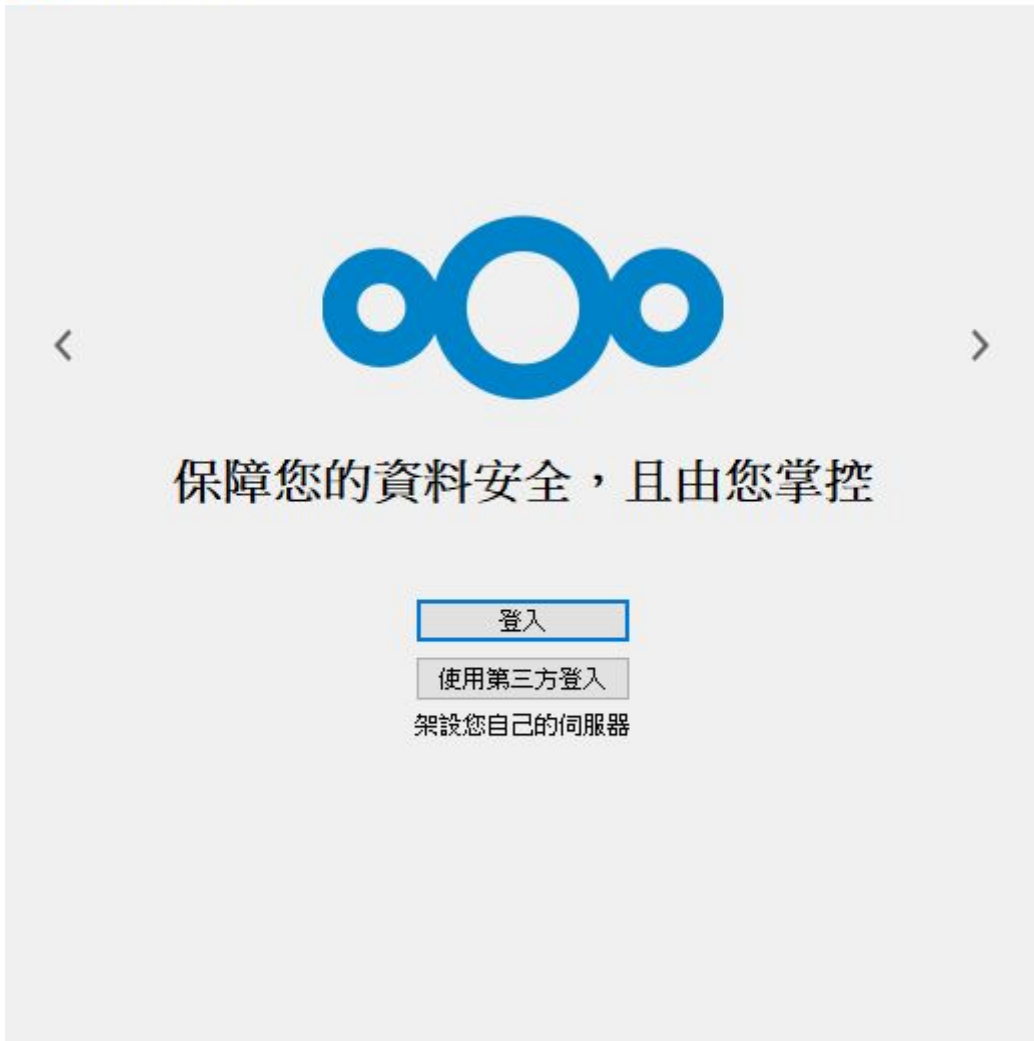 保障您的資料安全，且由您掌控
登入
使用第三方登入
架設您自己的伺服器